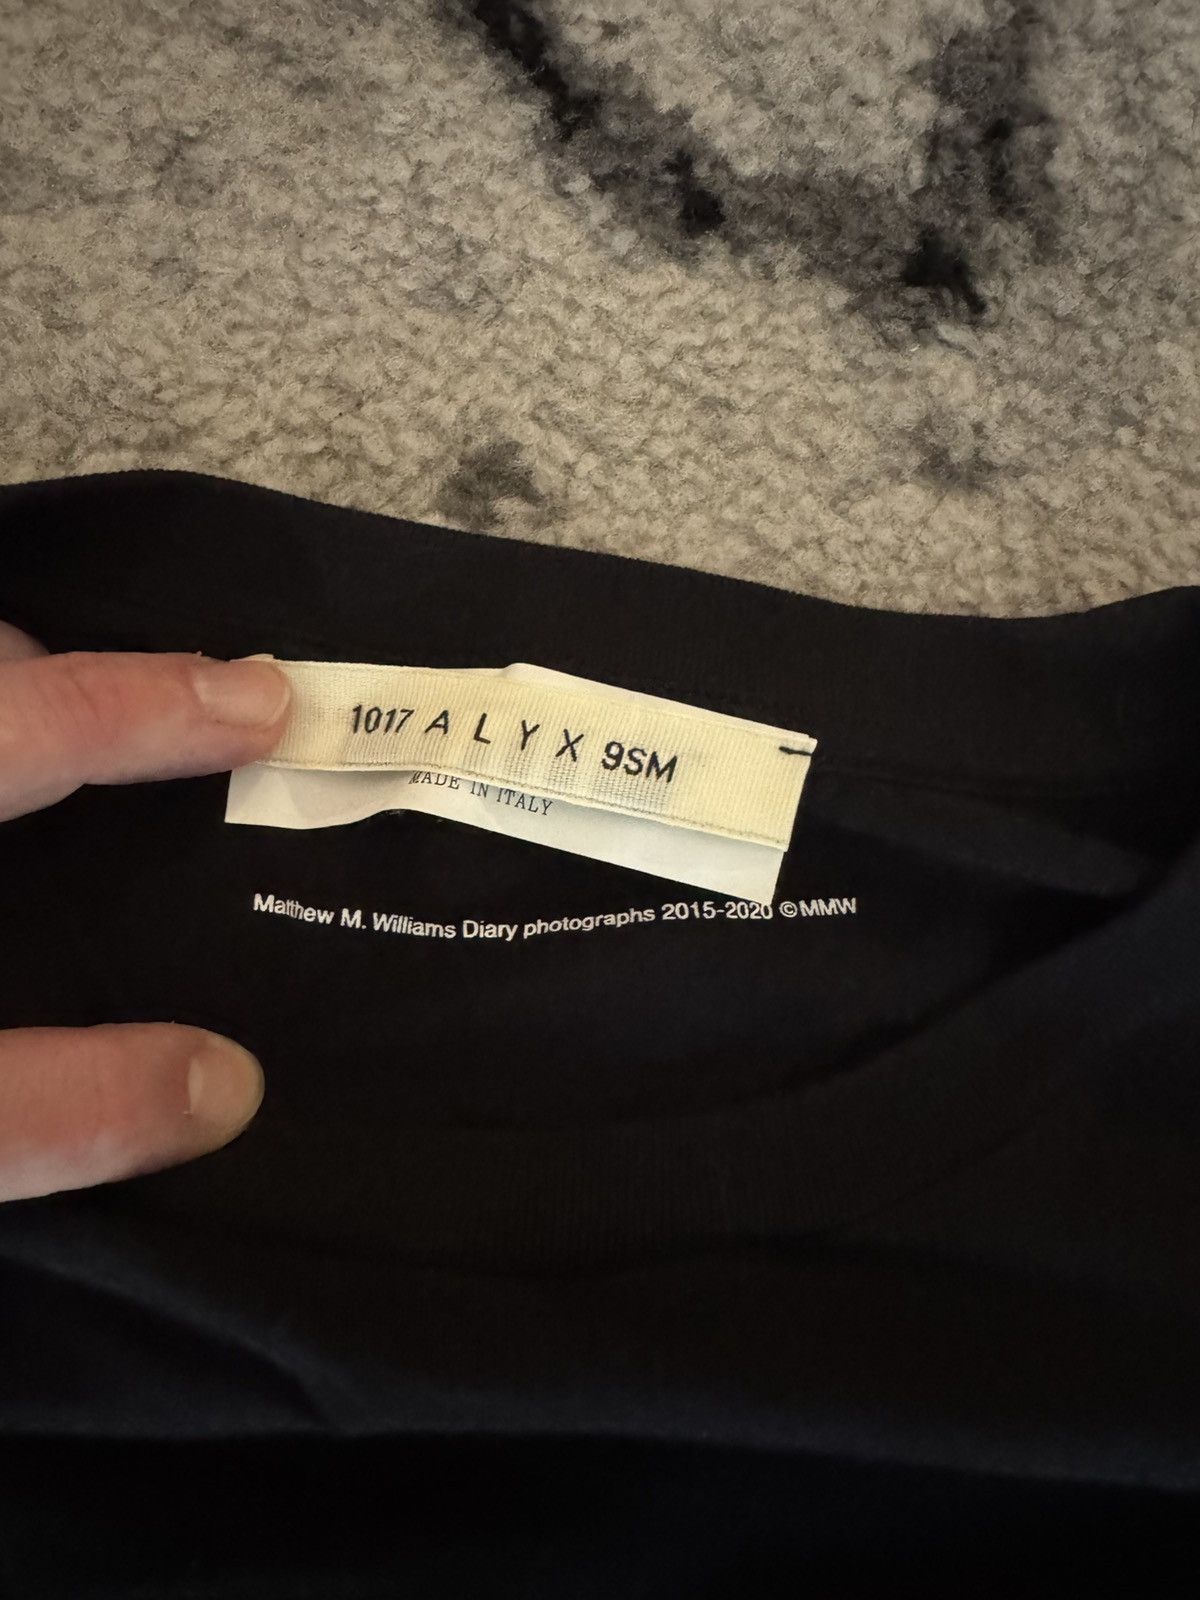 1017 A L Y X 9SM
MADE IN ITALY
Matthew M. Williams Diary photographs 2015-2020 ©MMW